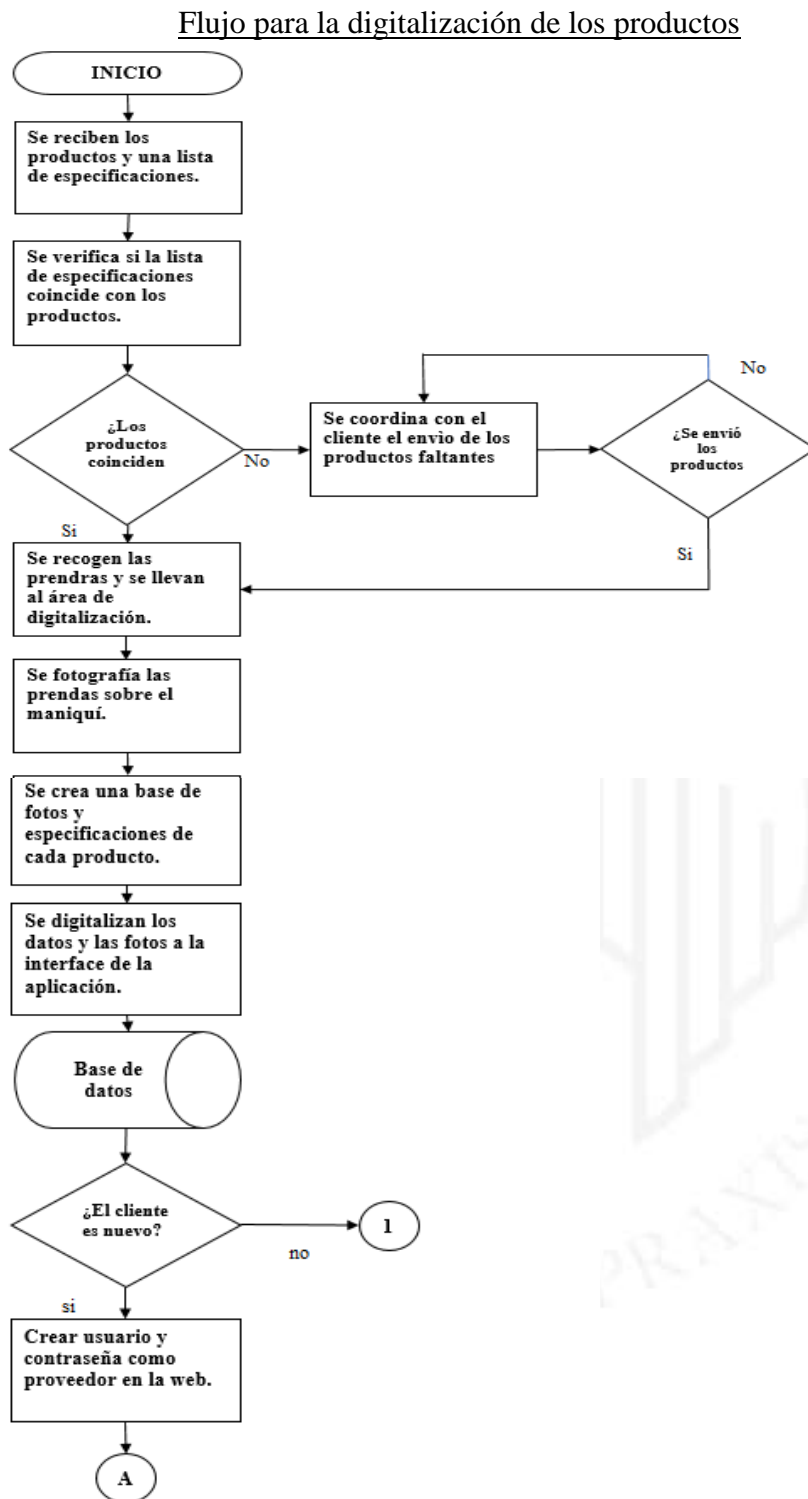 Flujo para la digitalización de los productos
INICIO
Se reciben los
productos y una lista
de especificaciones.
Se verifica si la lista
de especificaciones
coincide con los
productos.
¿Los
productos
coinciden
No
Se coordina con el
cliente el envìo de los
productos faltantes
¿Se envió
los
productos
No
Si
Si
Se recogen las
prendras y se llevan
al área de
digitalización.
Se fotografía las
prendas sobre el
maniquí.
Se crea una base de
fotos y
especificaciones de
cada producto.
Se digitalizan los
datos y las fotos a la
interface de la
aplicación.
Base de
datos
¿El cliente
es nuevo?
no
1
si
Crear usuario y
contraseña como
proveedor en la web.
A
PRAXIS